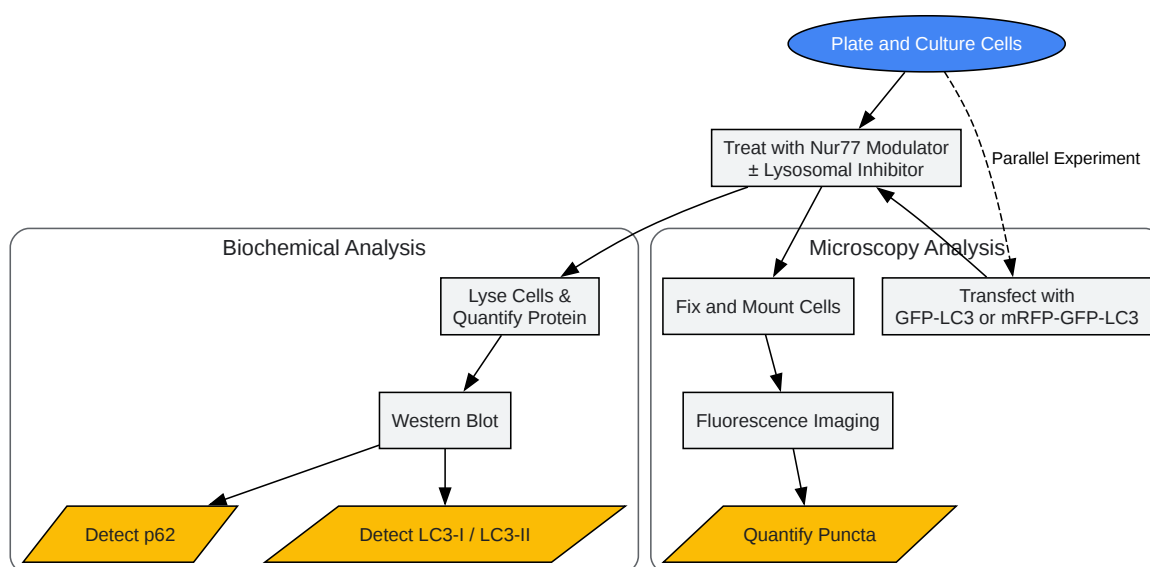 Plate and Culture Cells
Treat with Nur77 Modulator
± Lysosomal Inhibitor
Parallel Experiment
Biochemical Analysis
Microscopy Analysis
Lyse Cells &
Quantify Protein
Fix and Mount Cells
Transfect with
GFP-LC3 or mRFP-GFP-LC3
Western Blot
Fluorescence Imaging
Detect p62
Detect LC3-I / LC3-II
Quantify Puncta